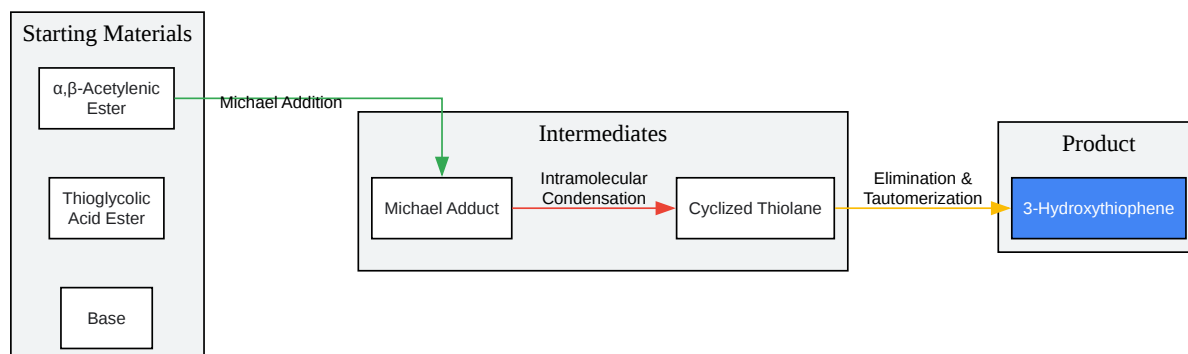 Starting Materials
α,β-Acetylenic
Ester
Thioglycolic
Acid Ester
Base
Michael Addition
Intermediates
Michael Adduct
Intramolecular
Condensation
Cyclized Thiolane
Elimination &
Tautomerization
Product
3-Hydroxythiophene